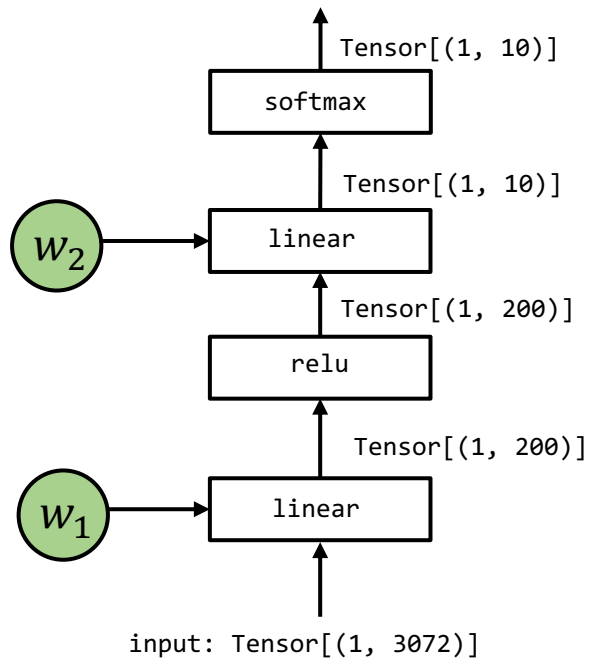 Tensor[(1, 10)]
softmax
Tensor[(1, 10)]
w₂
linear
Tensor[(1, 200)]
relu
Tensor[(1, 200)]
w₁
linear
input: Tensor[(1, 3072)]